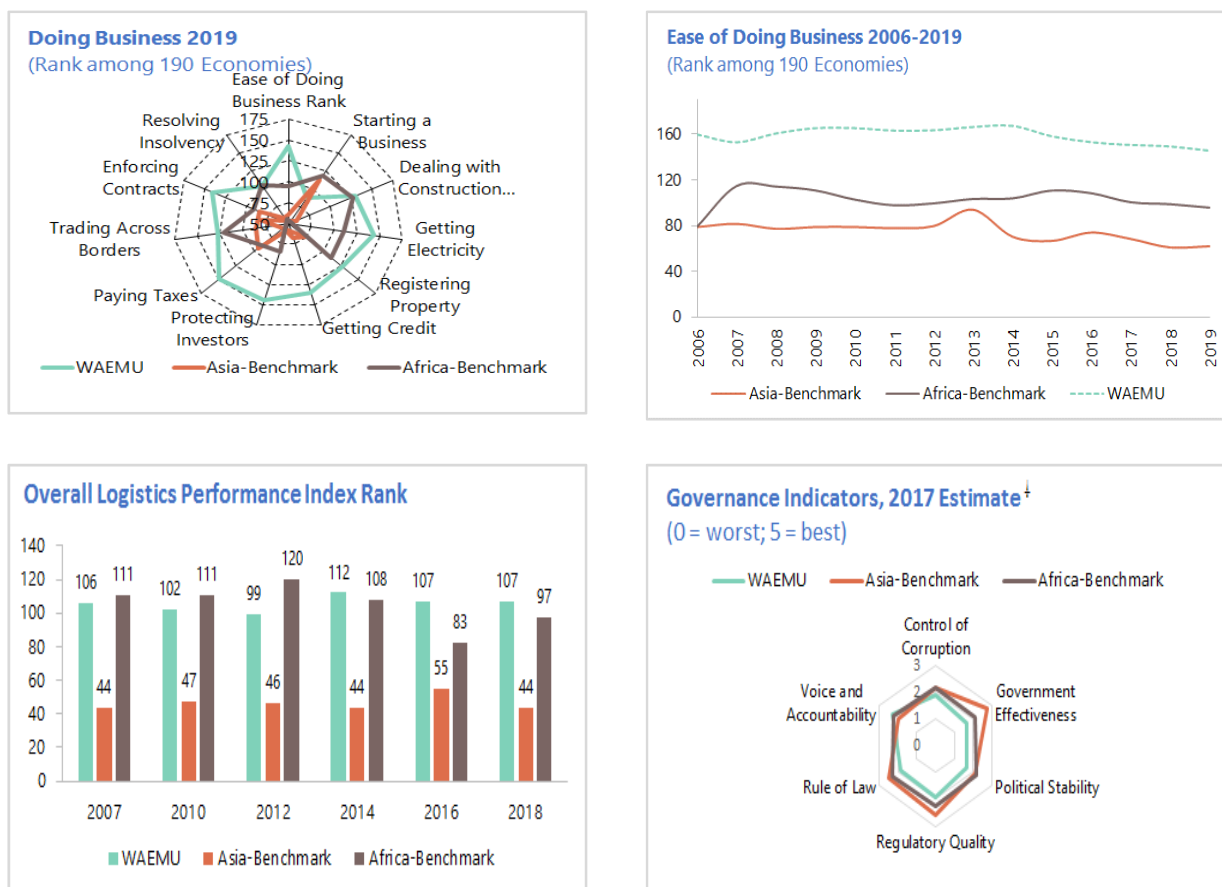 Doing Business 2019
(Rank among 190 Economies)
Ease of Doing
Business Rank
Starting a
Business
Dealing with
Construction...
Getting
Electricity
Registering
Property
Getting Credit
Protecting
Investors
Paying Taxes
Trading Across
Borders
Enforcing
Contracts
Resolving
Insolvency
175
150
125
100
75
50
WAEMU Asia-Benchmark Africa-Benchmark
Ease of Doing Business 2006-2019
(Rank among 190 Economies)
160
120
80
40
0
2006 2007 2008 2009 2010 2011 2012 2013 2014 2015 2016 2017 2018 2019
Asia-Benchmark Africa-Benchmark WAEMU
Overall Logistics Performance Index Rank
140
120
100
80
60
40
20
0
106 44 111
102 47 111
99 46 120
112 44 108
107 55 83
107 44 97
2007 2010 2012 2014 2016 2018
WAEMU Asia-Benchmark Africa-Benchmark
Governance Indicators, 2017 Estimate
(0 = worst; 5 = best)
WAEMU Asia-Benchmark Africa-Benchmark
Control of
Corruption
Government
Effectiveness
Political Stability
Regulatory Quality
Rule of Law
Voice and
Accountability
3
2
1
0